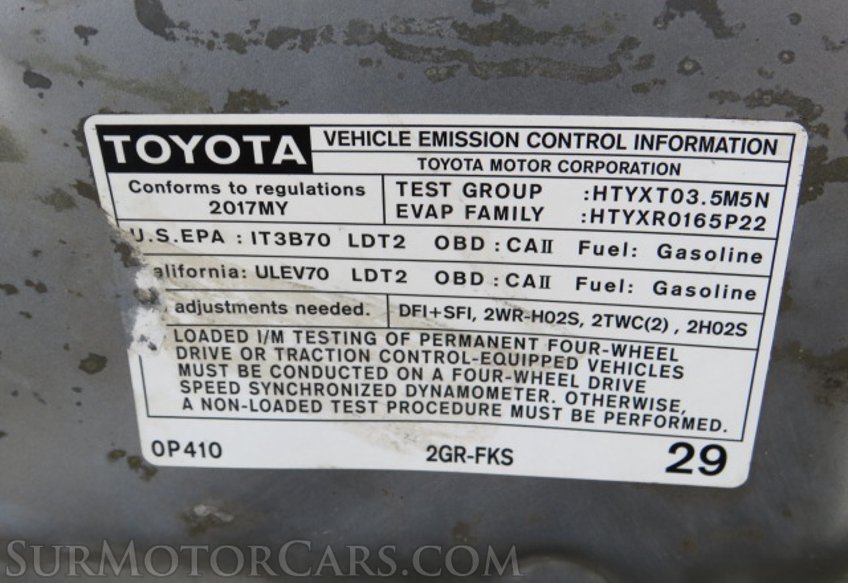 TOYOTA VEHICLE EMISSION CONTROL INFORMATION
TOYOTA MOTOR CORPORATION
Conforms to regulations
2017MY
TEST GROUP :HTYXT03.5M5N
EVAP FAMILY :HTYXR0165P22
U.S.EPA : IT3B70 LDT2 OBD : CAII Fuel: Gasoline
alifornia: ULEV70 LDT2 OBD : CAII Fuel: Gasoline
adjustments needed. DFI+SFI, 2WR-HO2S, 2TWC(2) , 2HO2S
LOADED I/M TESTING OF PERMANENT FOUR-WHEEL
DRIVE OR TRACTION CONTROL-EQUIPPED VEHICLES
MUST BE CONDUCTED ON A FOUR-WHEEL DRIVE
SPEED SYNCHRONIZED DYNAMOMETER. OTHERWISE,
A NON-LOADED TEST PROCEDURE MUST BE PERFORMED.
0P410 2GR-FKS 29
SURMOTORCARS.COM